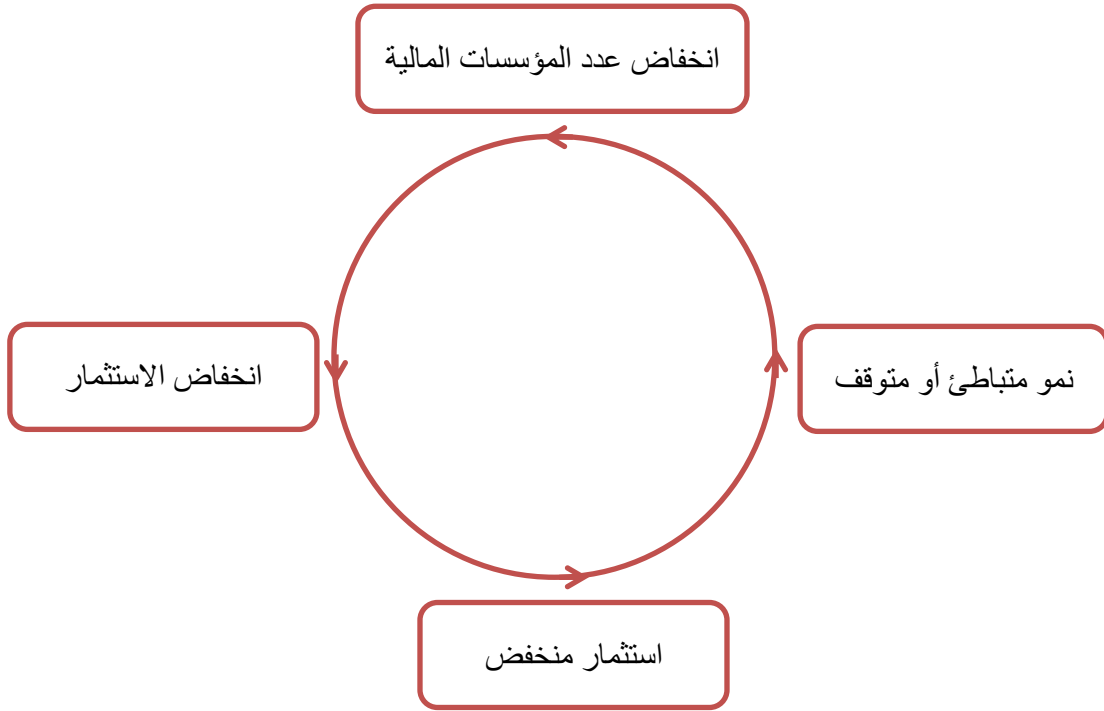 انخفاض عدد المؤسسات المالية
انخفاض الاستثمار
نمو متباطئ أو متوقف
استثمار منخفض